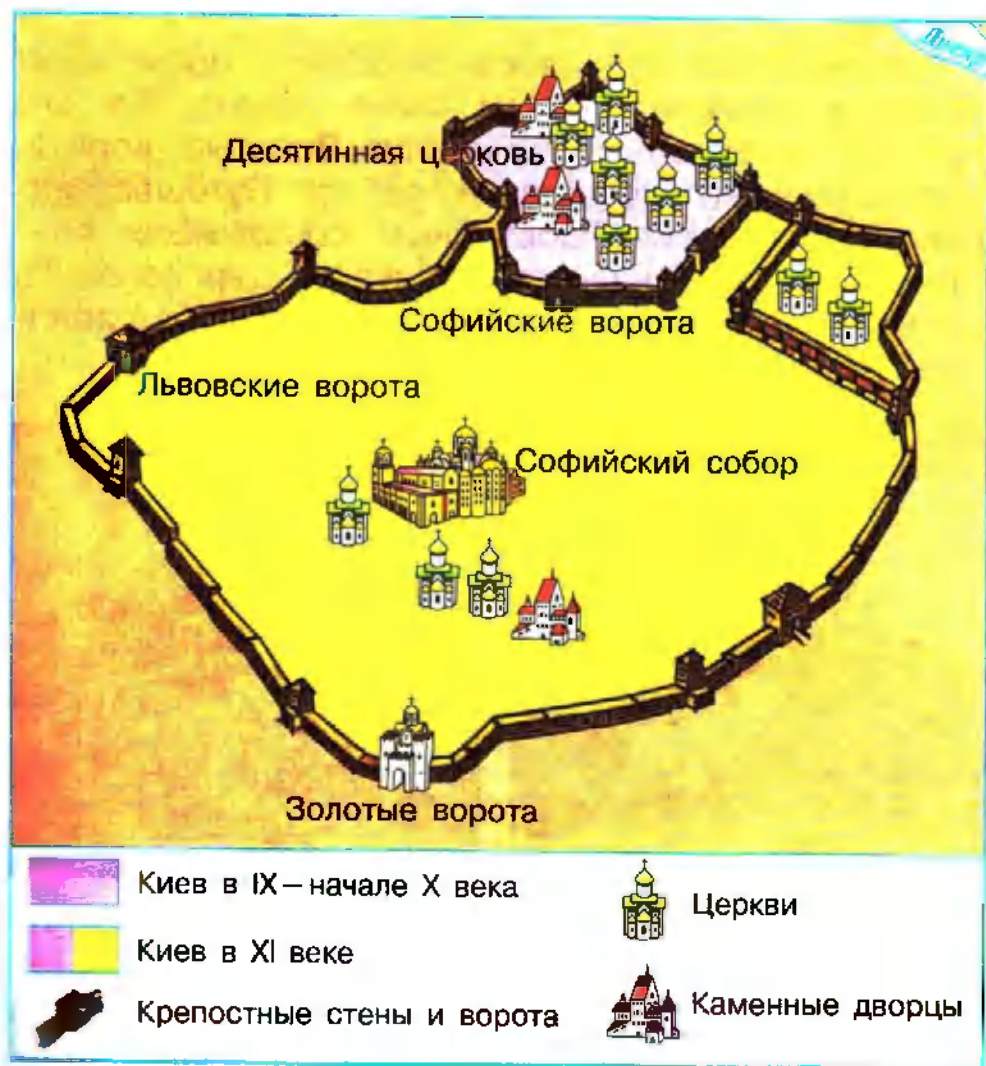 Десятинная церковь
Софийские ворота
Львовские ворота
Софийский собор
Золотые ворота
Киев в IX–начале X века
Киев в XI веке
Крепостные стены и ворота
Церкви
Каменные дворцы